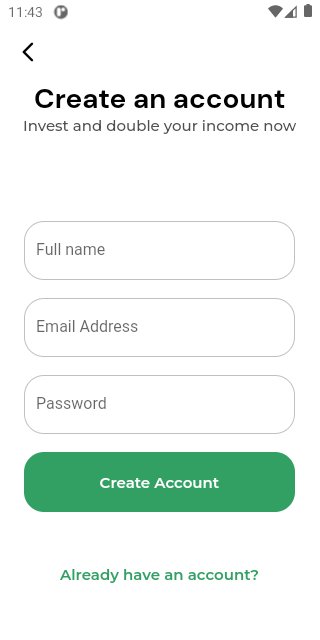 11:43
Create an account
Invest and double your income now
Full name
Email Address
Password
Create Account
Already have an account?